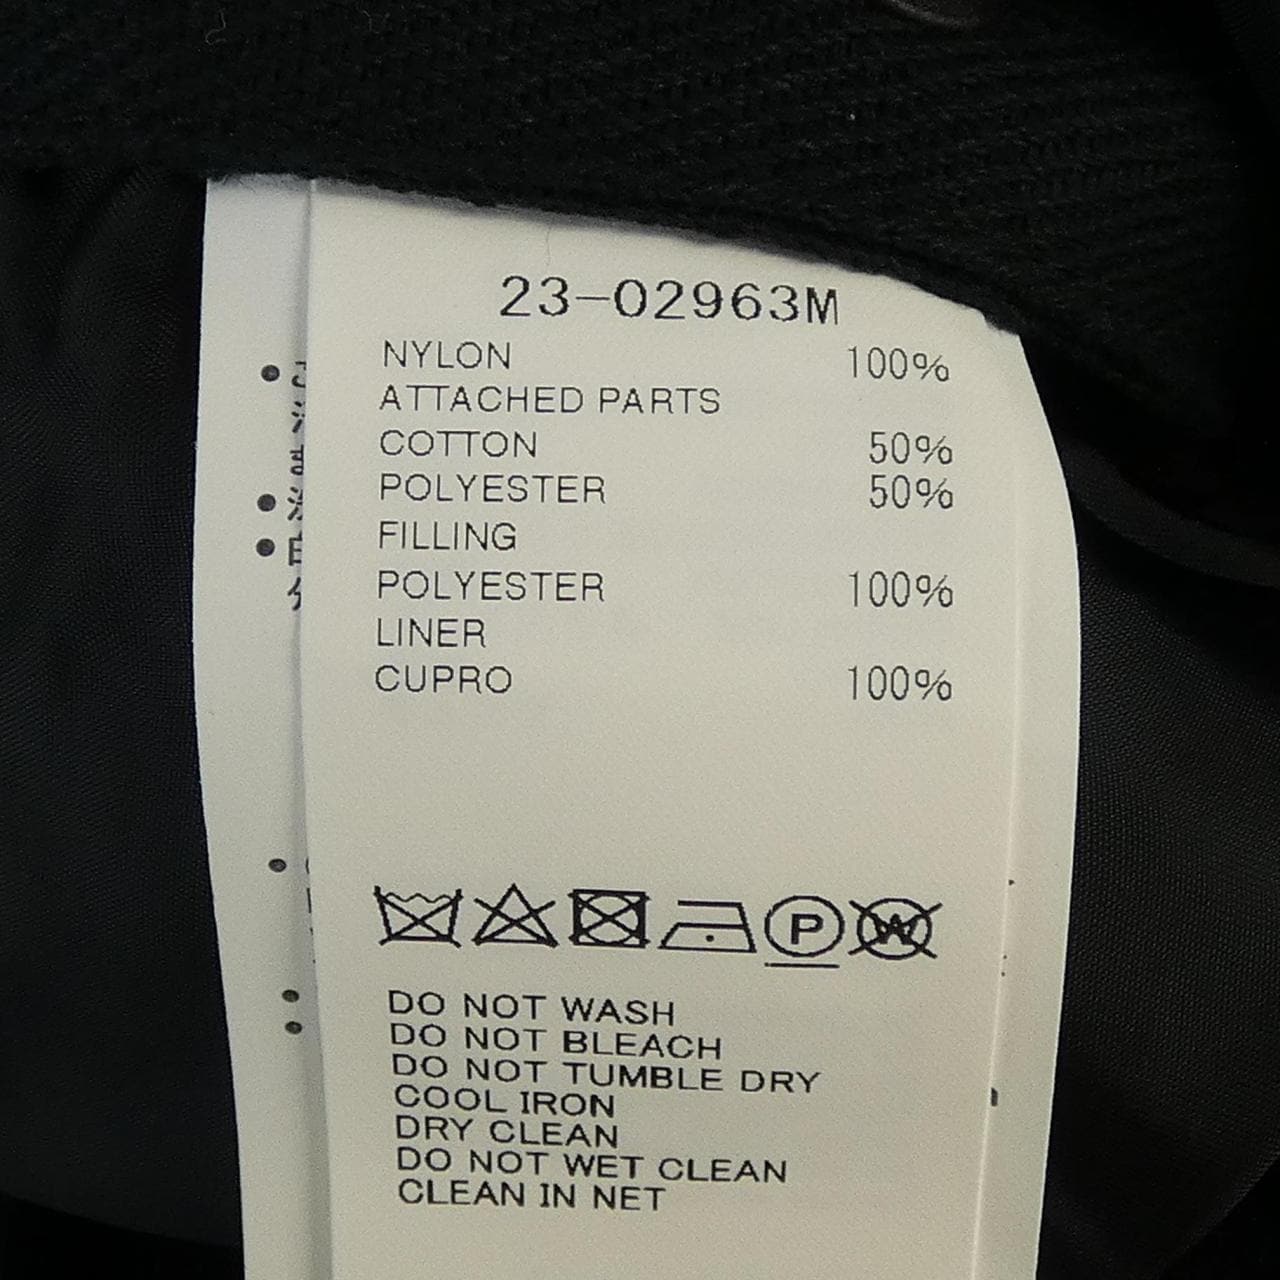 23-02963M
NYLON 100%
ATTACHED PARTS
COTTON 50%
POLYESTER 50%
FILLING
POLYESTER 100%
LINER
CUPRO 100%
P W
DO NOT WASH
DO NOT BLEACH
DO NOT TUMBLE DRY
COOL IRON
DRY CLEAN
DO NOT WET CLEAN
CLEAN IN NET